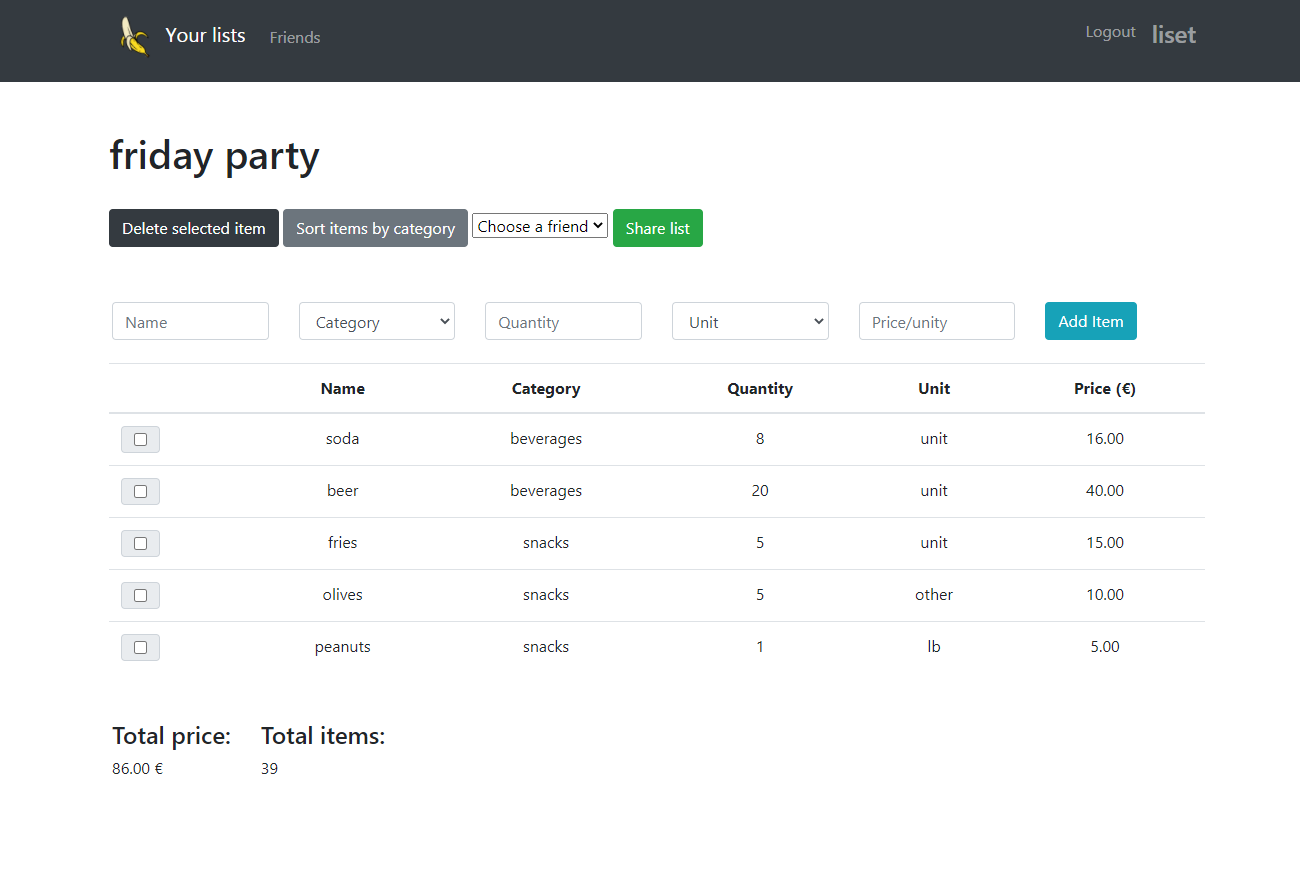 Your lists Friends Logout liset
friday party
Delete selected item Sort items by category Choose a friend Share list
Name Category Quantity Unit Price/unity Add Item
Name Category Quantity Unit Price (€)
soda beverages 8 unit 16.00
beer beverages 20 unit 40.00
fries snacks 5 unit 15.00
olives snacks 5 other 10.00
peanuts snacks 1 lb 5.00
Total price: Total items:
86.00 € 39